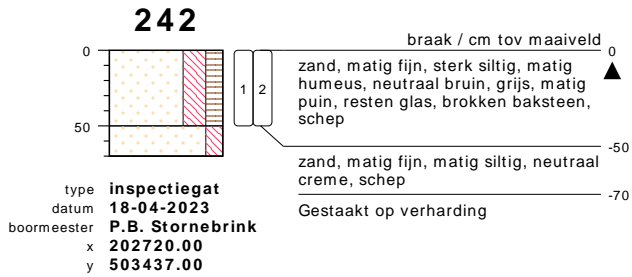 242
braak / cm tov maaiveld
0
0
zand, matig fijn, sterk siltig, matig
humeus, neutraal bruin, grijs, matig
puin, resten glas, brokken baksteen,
schep
1 2
50
-50
zand, matig fijn, matig siltig, neutraal
creme, schep
-70
Gestaakt op verharding
type inspectiegat
datum 18-04-2023
boormeester P.B. Stornebrink
x 202720.00
y 503437.00